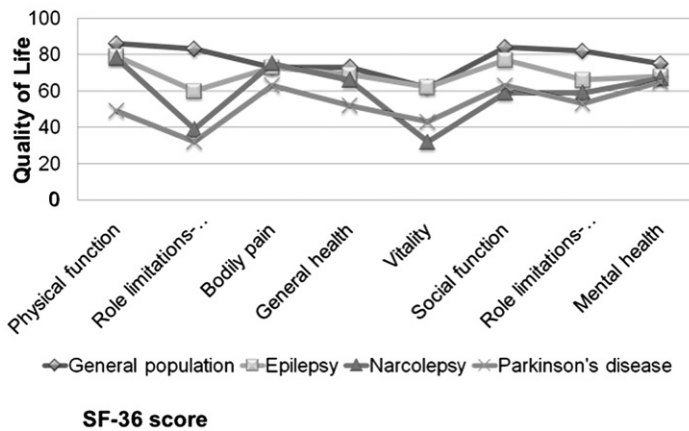 Quality of Life
100
80
60
40
20
0
Physical function
Role limitations-...
Bodily pain
General health
Vitality
Social function
Role limitations-...
Mental health
General population
Epilepsy
Narcolepsy
Parkinson's disease
SF-36 score